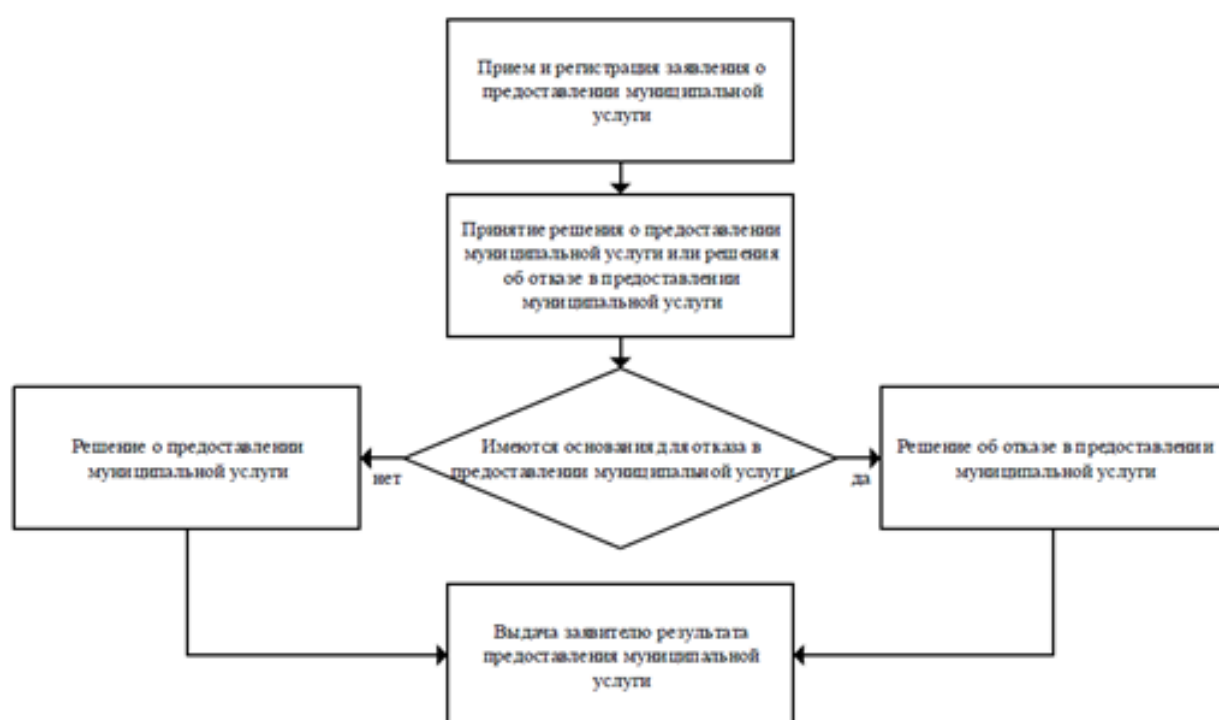 Прием и регистрация заявления о
предоставлении муниципальной
услуги
Принятие решения о предоставлении
муниципальной услуги или решения
об отказе в предоставлении
муниципальной услуги
Решение о предоставлении
муниципальной услуги
нет
Имеются основания для отказа в
предоставлении муниципальной услуги
да
Решение об отказе в предоставлении
муниципальной услуги
Выдача заявителю результата
предоставления муниципальной
услуги